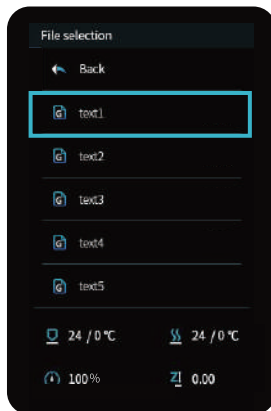 File selection
Back
G text1
G text2
G text3
G text4
G text5
24 / 0 ℃ 24 / 0 ℃
100% Z 0.00